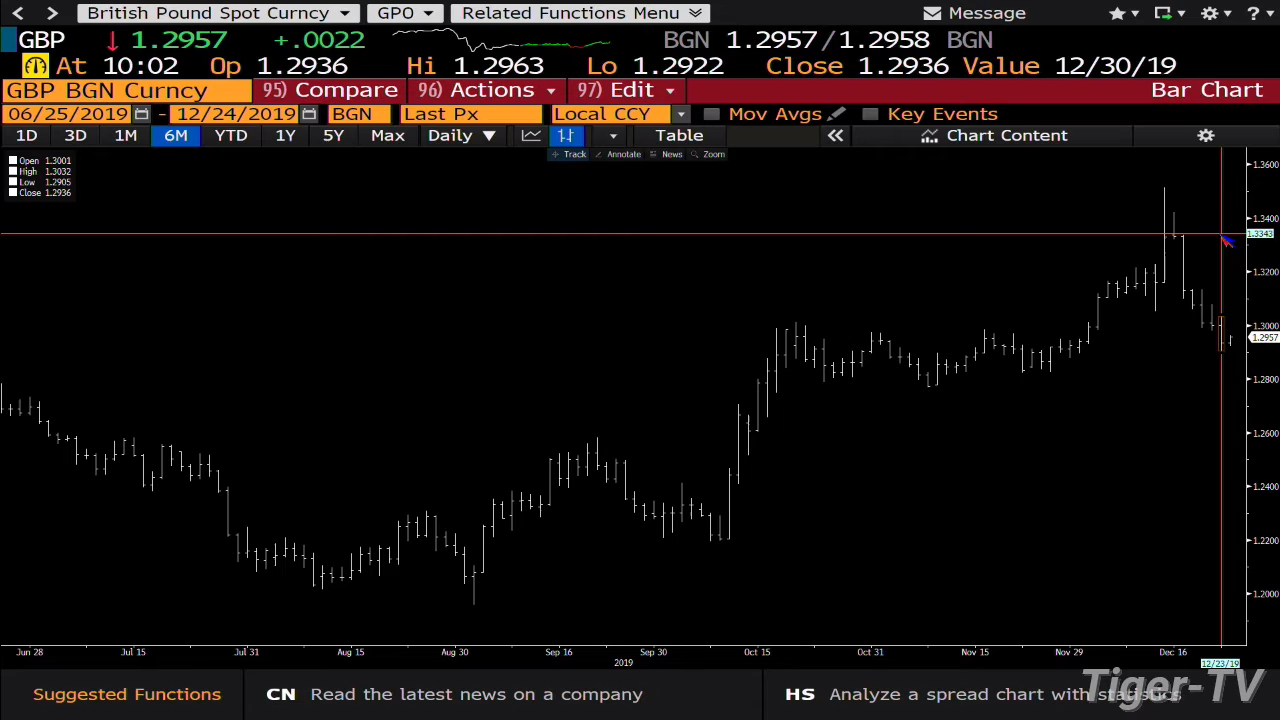 British Pound Spot Curncy GPO Related Functions Menu Message ?
GBP 1.2957 +.0022 BGN 1.2957/1.2958 BGN
At 10:02 Op 1.2936 Hi 1.2963 Lo 1.2922 Close 1.2936 Value 12/30/19
GBP BGN Curncy 95) Compare 96) Actions 97) Edit Bar Chart
06/25/2019 - 12/24/2019 BGN Last Px Local CCY Mov Avgs Key Events
1D 3D 1M 6M YTD 1Y 5Y Max Daily Table Chart Content
Track Annotate News Zoom
Open 1.3001
High 1.3032
Low 1.2905
Close 1.2936
1.3600
1.3400
1.3343
1.3200
1.3000
1.2957
1.2800
1.2600
1.2400
1.2200
1.2000
Jun 28 Jul 15 Jul 31 Aug 15 Aug 30 Sep 16 Sep 30 Oct 15 Oct 31 Nov 15 Nov 29 Dec 16
2019 12/23/19
Suggested Functions CN Read the latest news on a company HS Analyze a spread chart with statistics
Tiger-TV